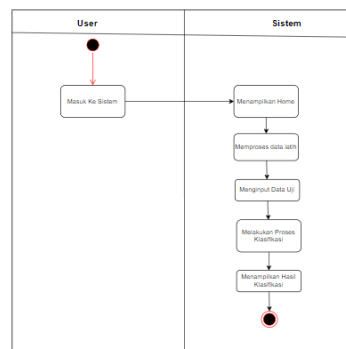 User
Sistem
Masuk Ke Sistem
Menampilkan Home
Memproses data latih
Menginput Data Uji
Melakukan Proses
Klasifikasi
Menampilkan Hasil
Klasifikasi